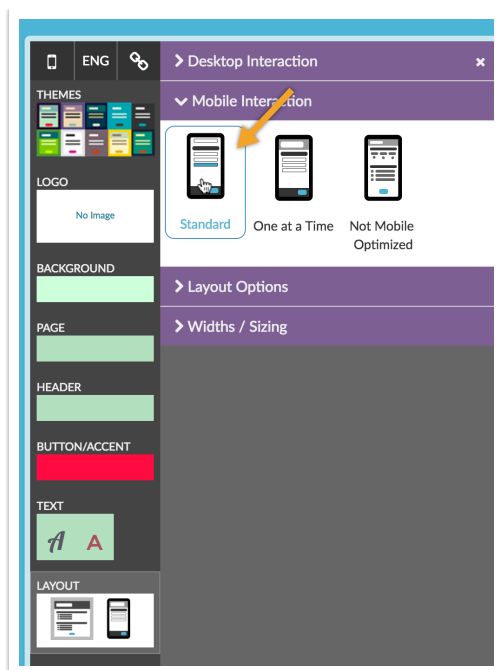 ENG
Desktop Interaction
×
THEMES
Mobile Interaction
LOGO
No Image
Standard
One at a Time
Not Mobile
Optimized
BACKGROUND
Layout Options
PAGE
Widths / Sizing
HEADER
BUTTON/ACCENT
TEXT
A A
LAYOUT